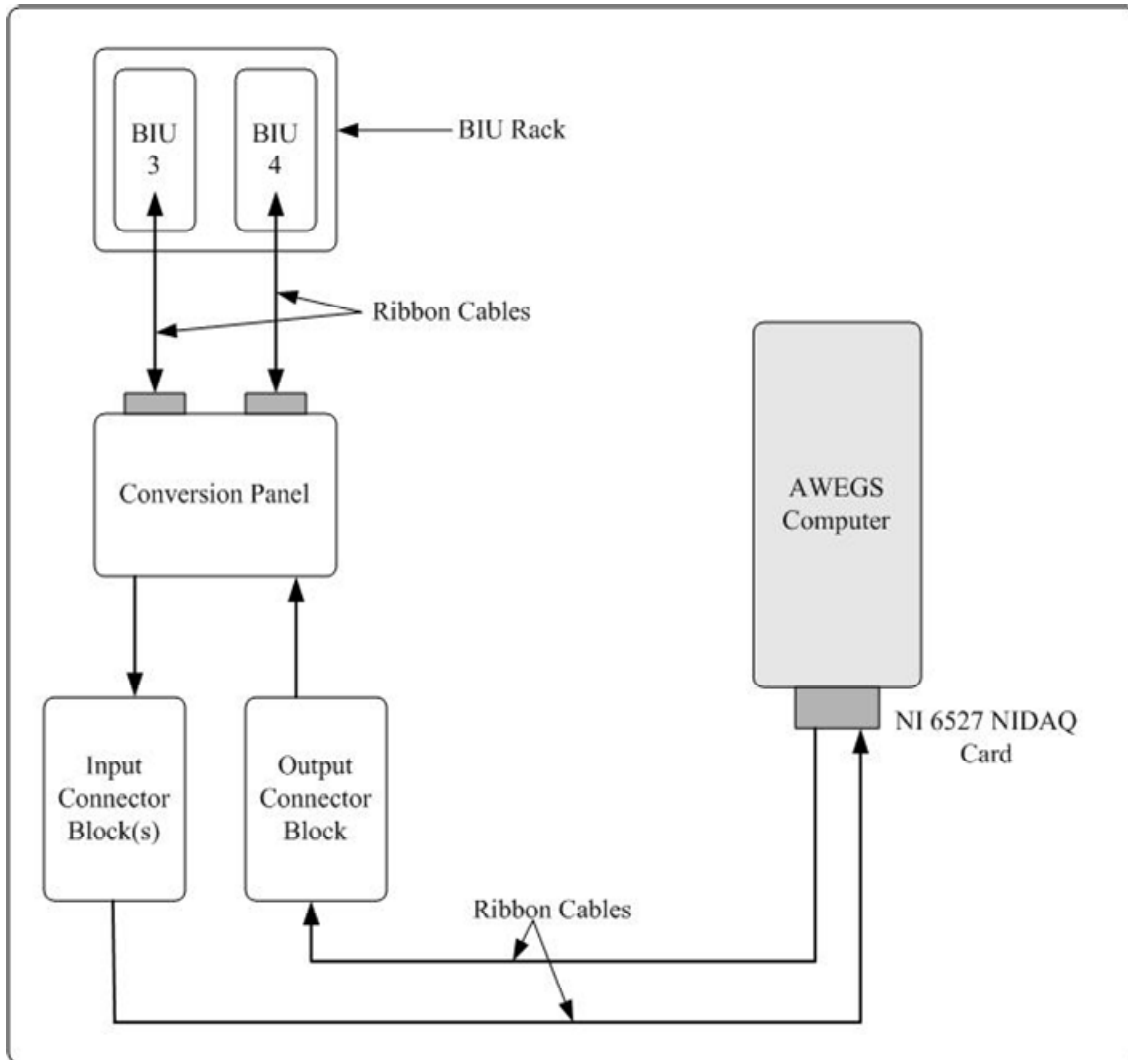 BIU
3
BIU
4
BIU Rack
Ribbon Cables
Conversion Panel
AWEGS
Computer
NI 6527 NIDAQ
Card
Input
Connector
Block(s)
Output
Connector
Block
Ribbon Cables